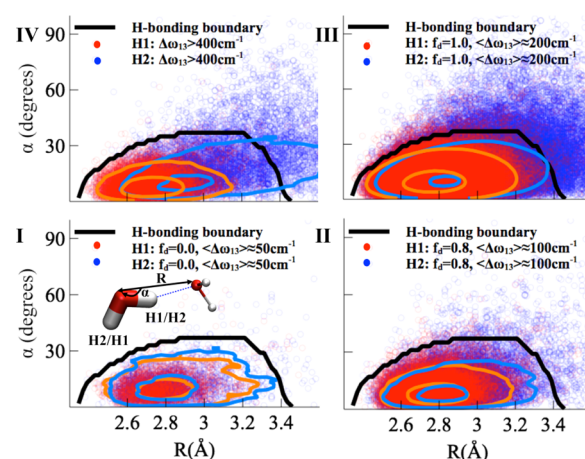 IV
H-bonding boundary
H1: Δω13>400cm-1
H2: Δω13>400cm-1
90
60
30
α (degrees)
III
H-bonding boundary
H1: fd=1.0, <Δω13>≈200cm-1
H2: fd=1.0, <Δω13>≈200cm-1
I
H-bonding boundary
H1: fd=0.0, <Δω13>≈50cm-1
H2: fd=0.0, <Δω13>≈50cm-1
R
α
H1/H2
H2/H1
90
60
30
α (degrees)
2.6 2.8 3 3.2 3.4
R(Å)
II
H-bonding boundary
H1: fd=0.8, <Δω13>≈100cm-1
H2: fd=0.8, <Δω13>≈100cm-1
2.6 2.8 3 3.2 3.4
R(Å)